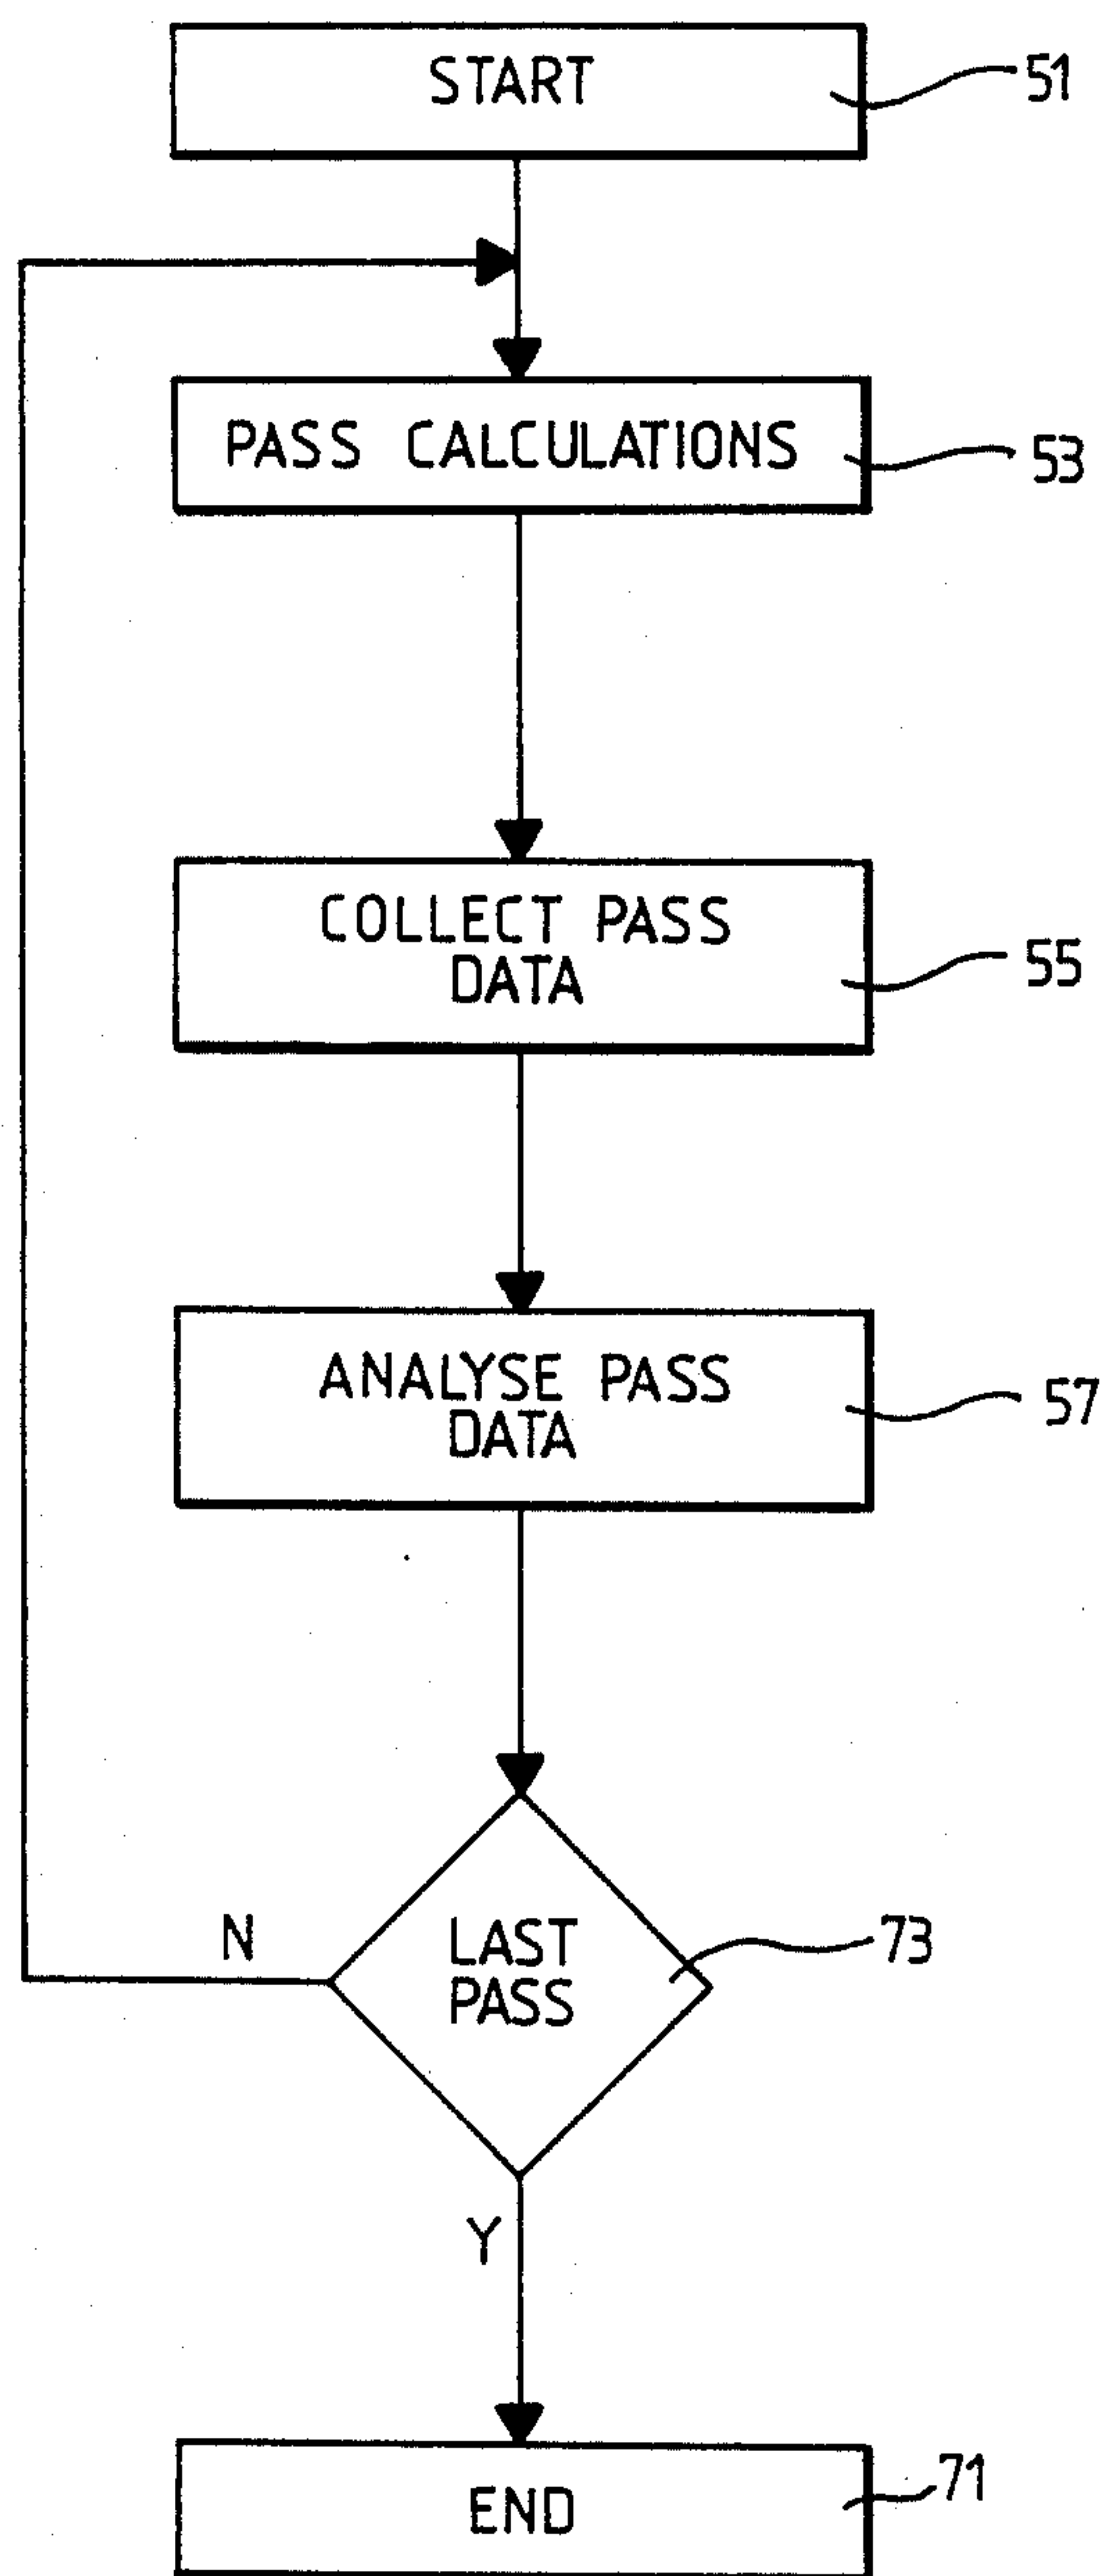 START
51
PASS CALCULATIONS
53
COLLECT PASS
DATA
55
ANALYSE PASS
DATA
57
N
LAST
PASS
73
Y
END
71